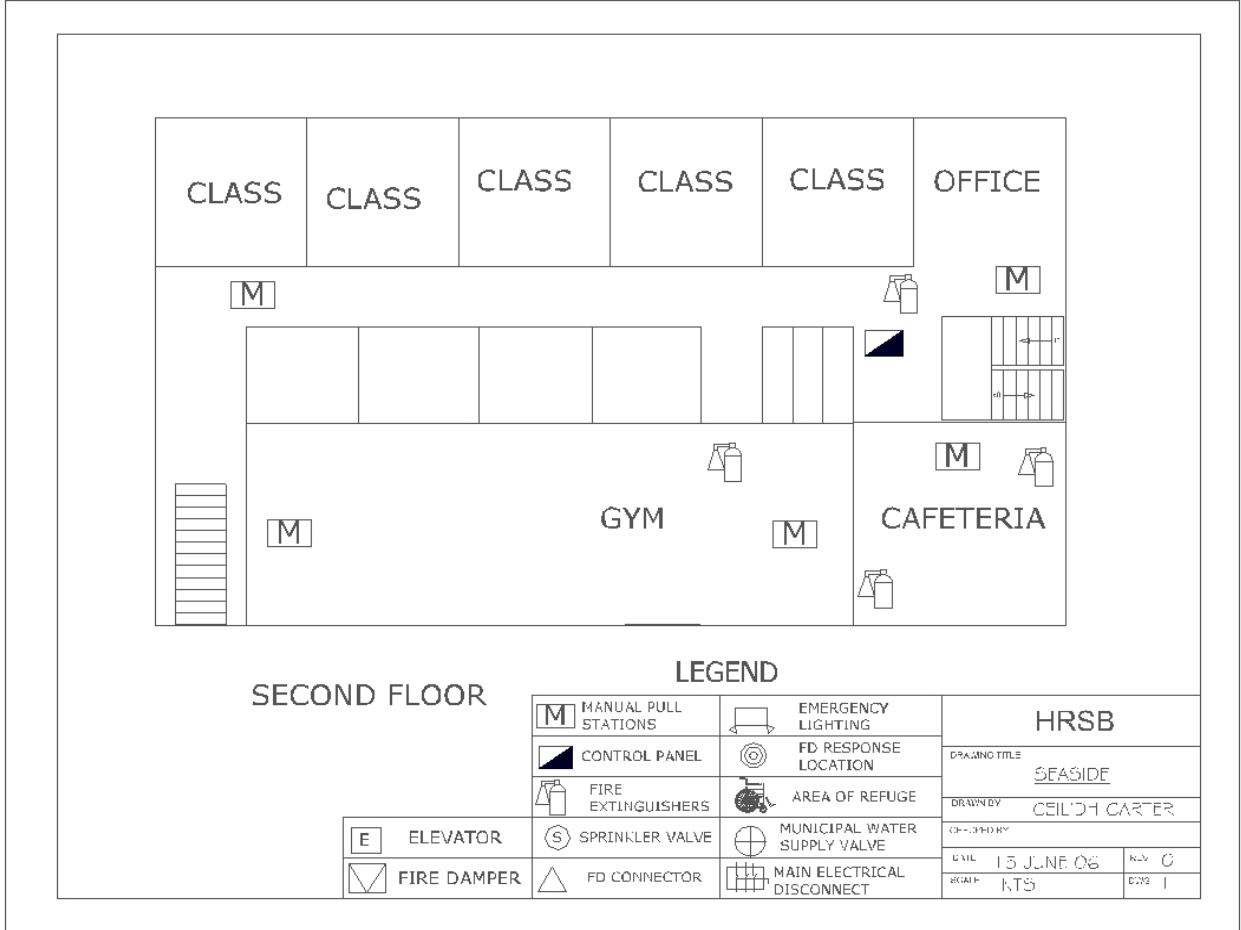 CLASS
CLASS
CLASS
CLASS
CLASS
OFFICE
M
M
M
M
GYM
M
CAFETERIA
SECOND FLOOR
LEGEND
M MANUAL PULL
STATIONS
CONTROL PANEL
FIRE
EXTINGUISHERS
E ELEVATOR
S SPRINKLER VALVE
FIRE DAMPER
FD CONNECTOR
EMERGENCY
LIGHTING
FD RESPONSE
LOCATION
AREA OF REFUGE
MUNICIPAL WATER
SUPPLY VALVE
MAIN ELECTRICAL
DISCONNECT
HRSB
DRAWING TITLE
SEASIDE
DRAWN BY
CEILIDH CARTER
CHECKED BY
DATE 13 JUNE 06
REV 0
SCALE NTS
DWG 1